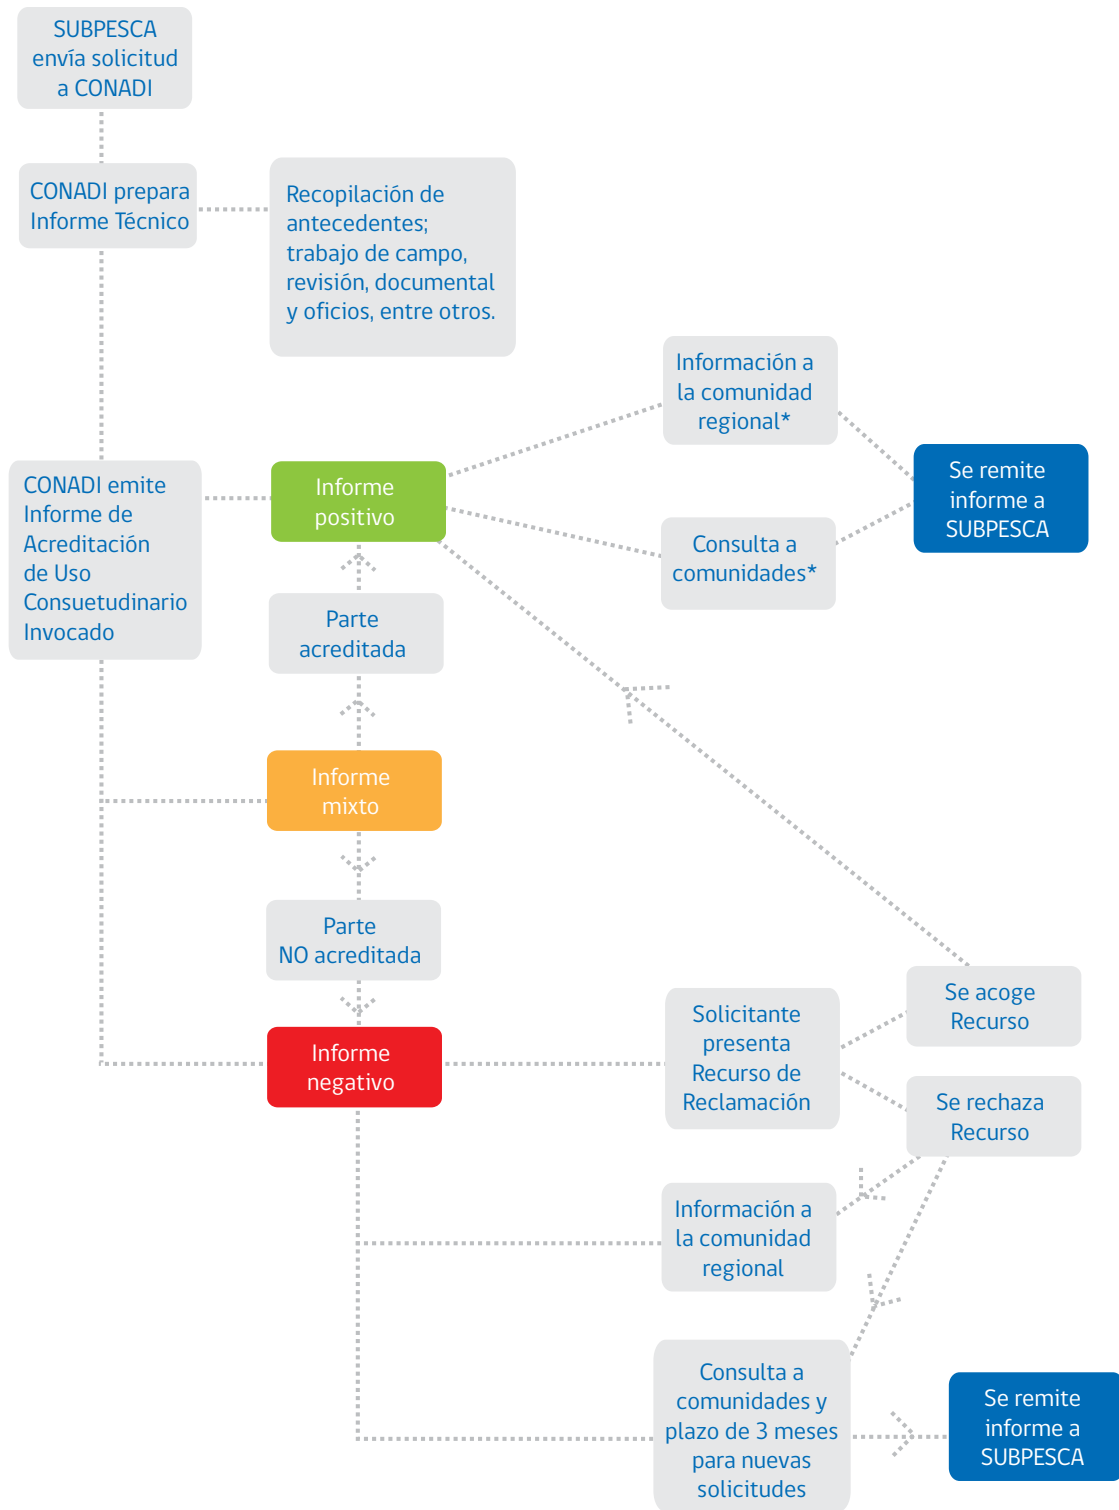 SUBPESCA
envía solicitud
a CONADI
CONADI prepara
Informe Técnico
Recopilación de
antecedentes;
trabajo de campo,
revisión, documental
y oficios, entre otros.
Información a
la comunidad
regional*
CONADI emite
Informe de
Acreditación
de Uso
Consuetudinario
Invocado
Informe
positivo
Se remite
informe a
SUBPESCA
Consulta a
comunidades*
Parte
acreditada
Informe
mixto
Parte
NO acreditada
Se acoge
Recurso
Solicitante
presenta
Recurso de
Reclamación
Informe
negativo
Se rechaza
Recurso
Información a
la comunidad
regional
Consulta a
comunidades y
plazo de 3 meses
para nuevas
solicitudes
Se remite
informe a
SUBPESCA